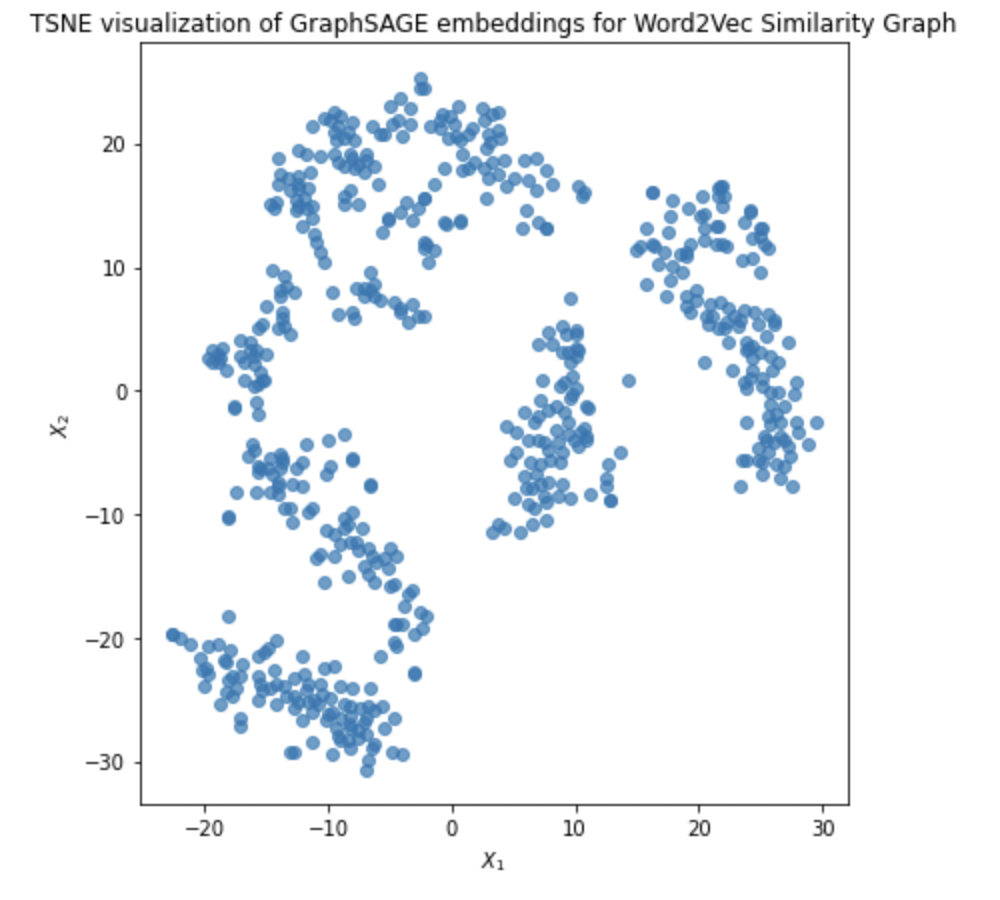 TSNE visualization of GraphSAGE embeddings for Word2Vec Similarity Graph
20
10
0
−10
−20
−30
X₂
−20 −10 0 10 20 30
X₁